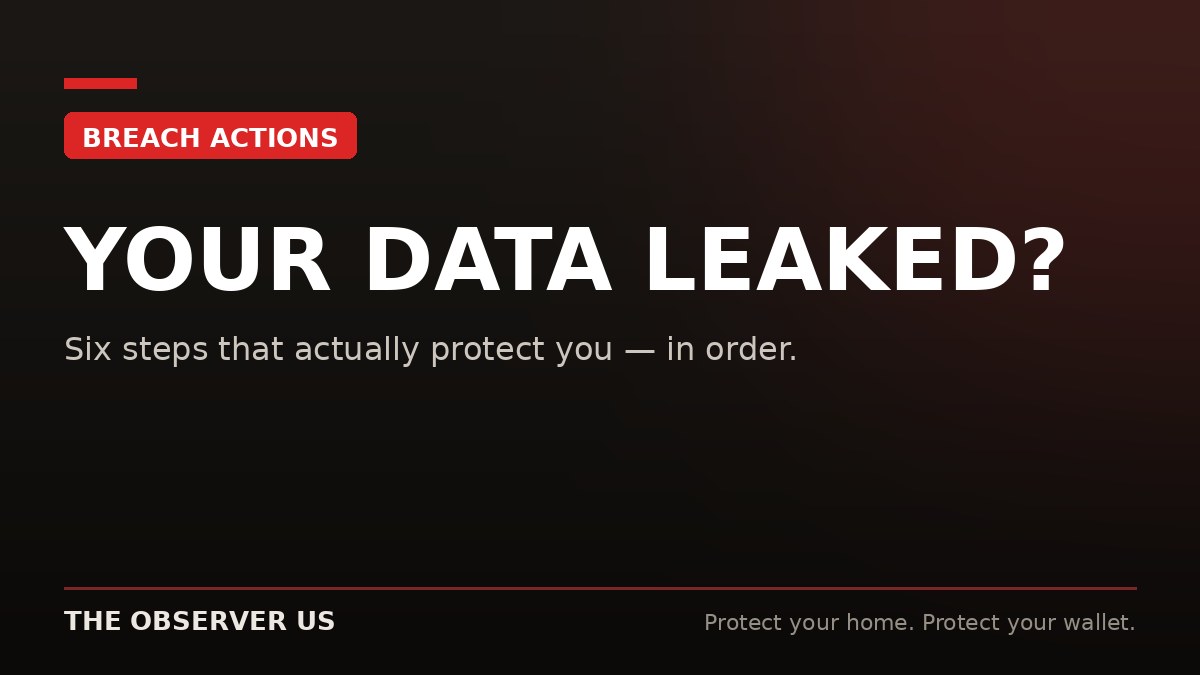 BREACH ACTIONS
YOUR DATA LEAKED?
Six steps that actually protect you — in order.
THE OBSERVER US
Protect your home. Protect your wallet.